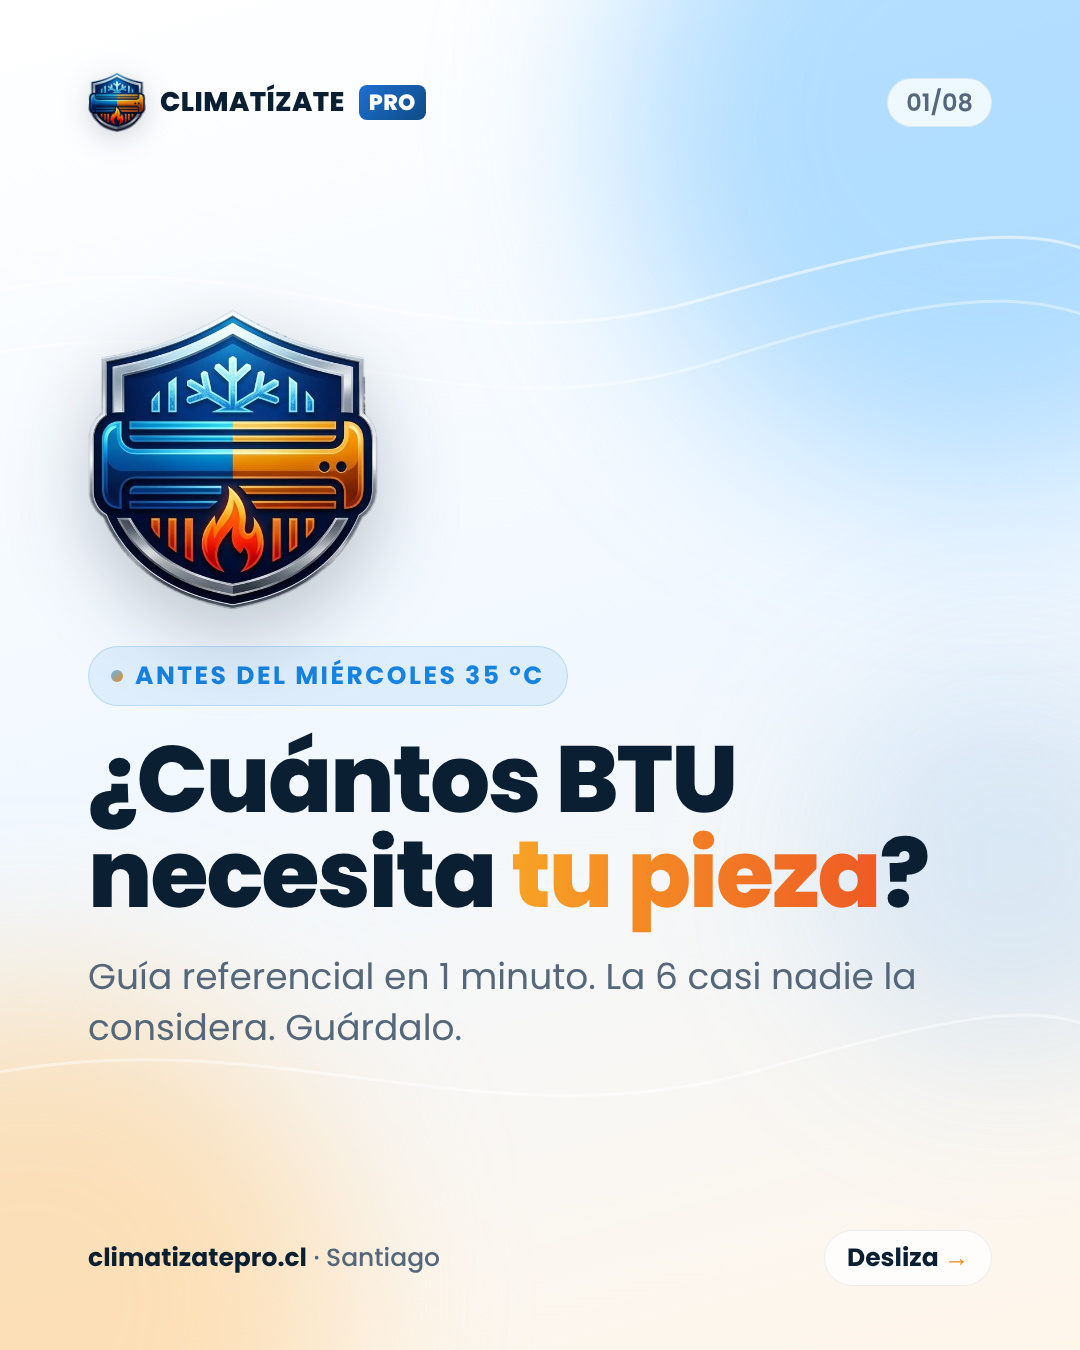 CLIMATÍZATE PRO
01/08
ANTES DEL MIÉRCOLES 35 °C
¿Cuántos BTU
necesita tu pieza?
Guía referencial en 1 minuto. La 6 casi nadie la
considera. Guárdalo.
climatizatepro.cl · Santiago
Desliza →